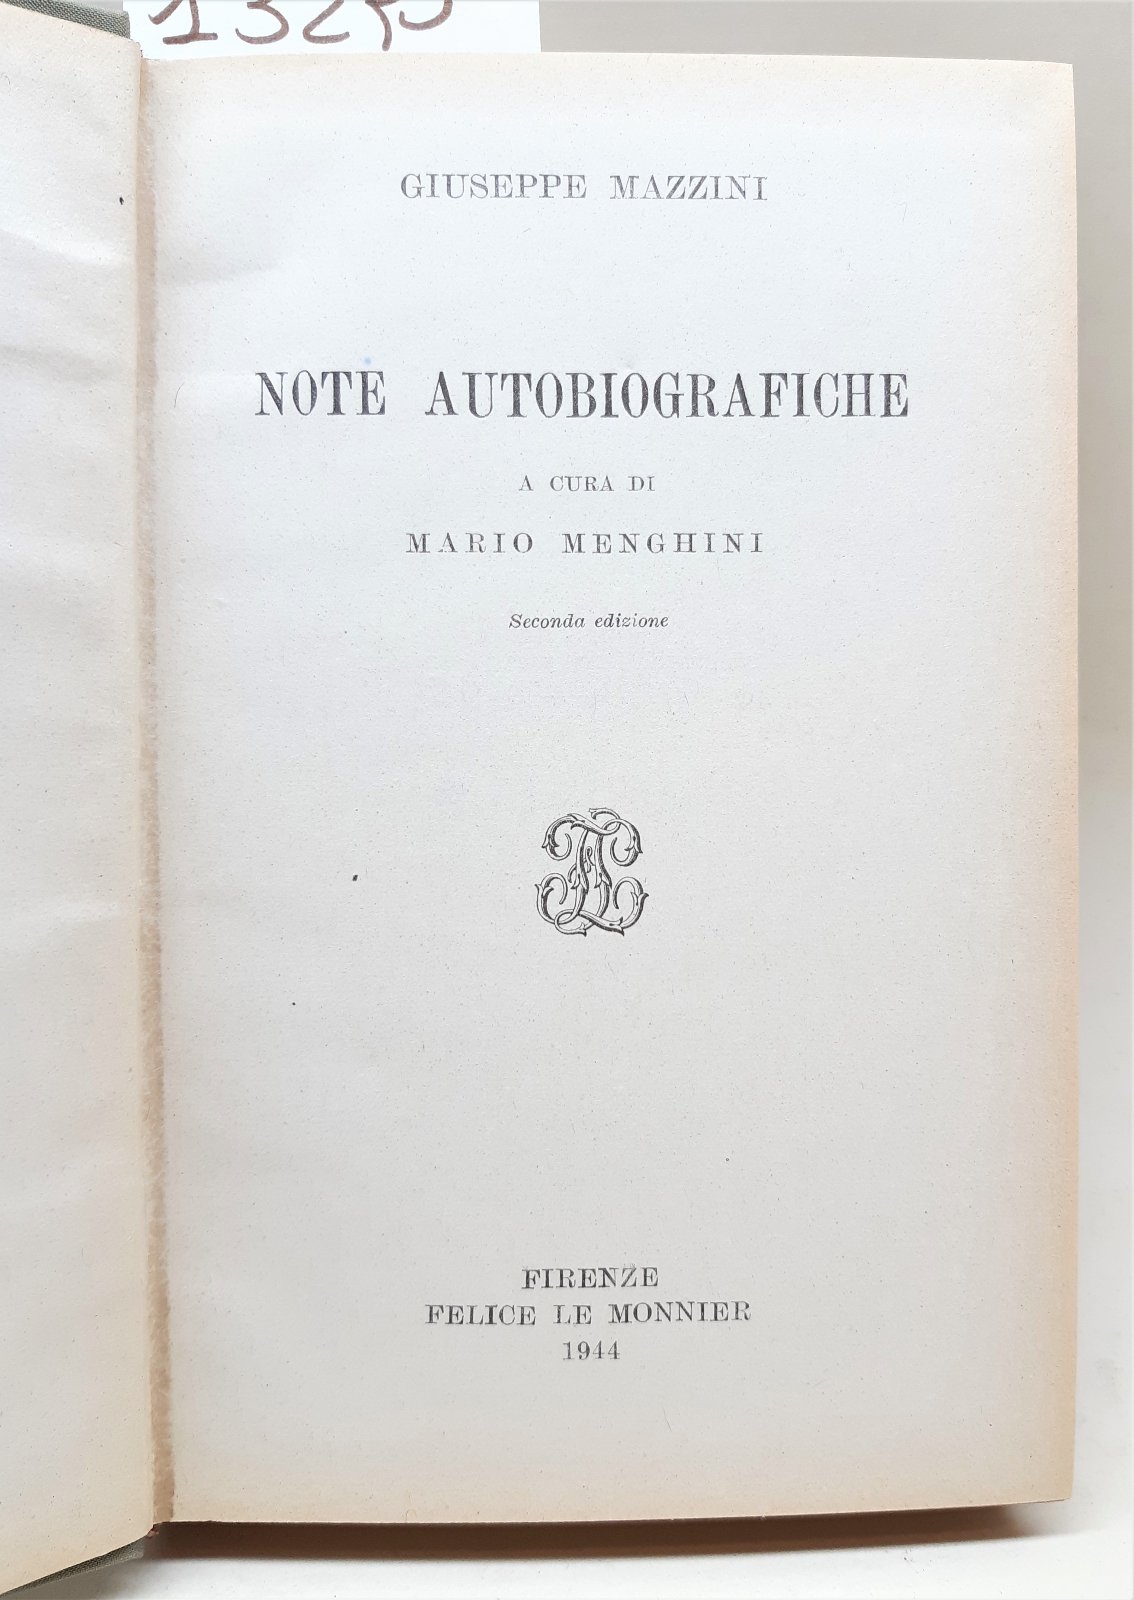 GIUSEPPE MAZZINI
NOTE AUTOBIOGRAFICHE
A CURA DI
MARIO MENGHINI
Seconda edizione
FIRENZE
FELICE LE MONNIER
1944